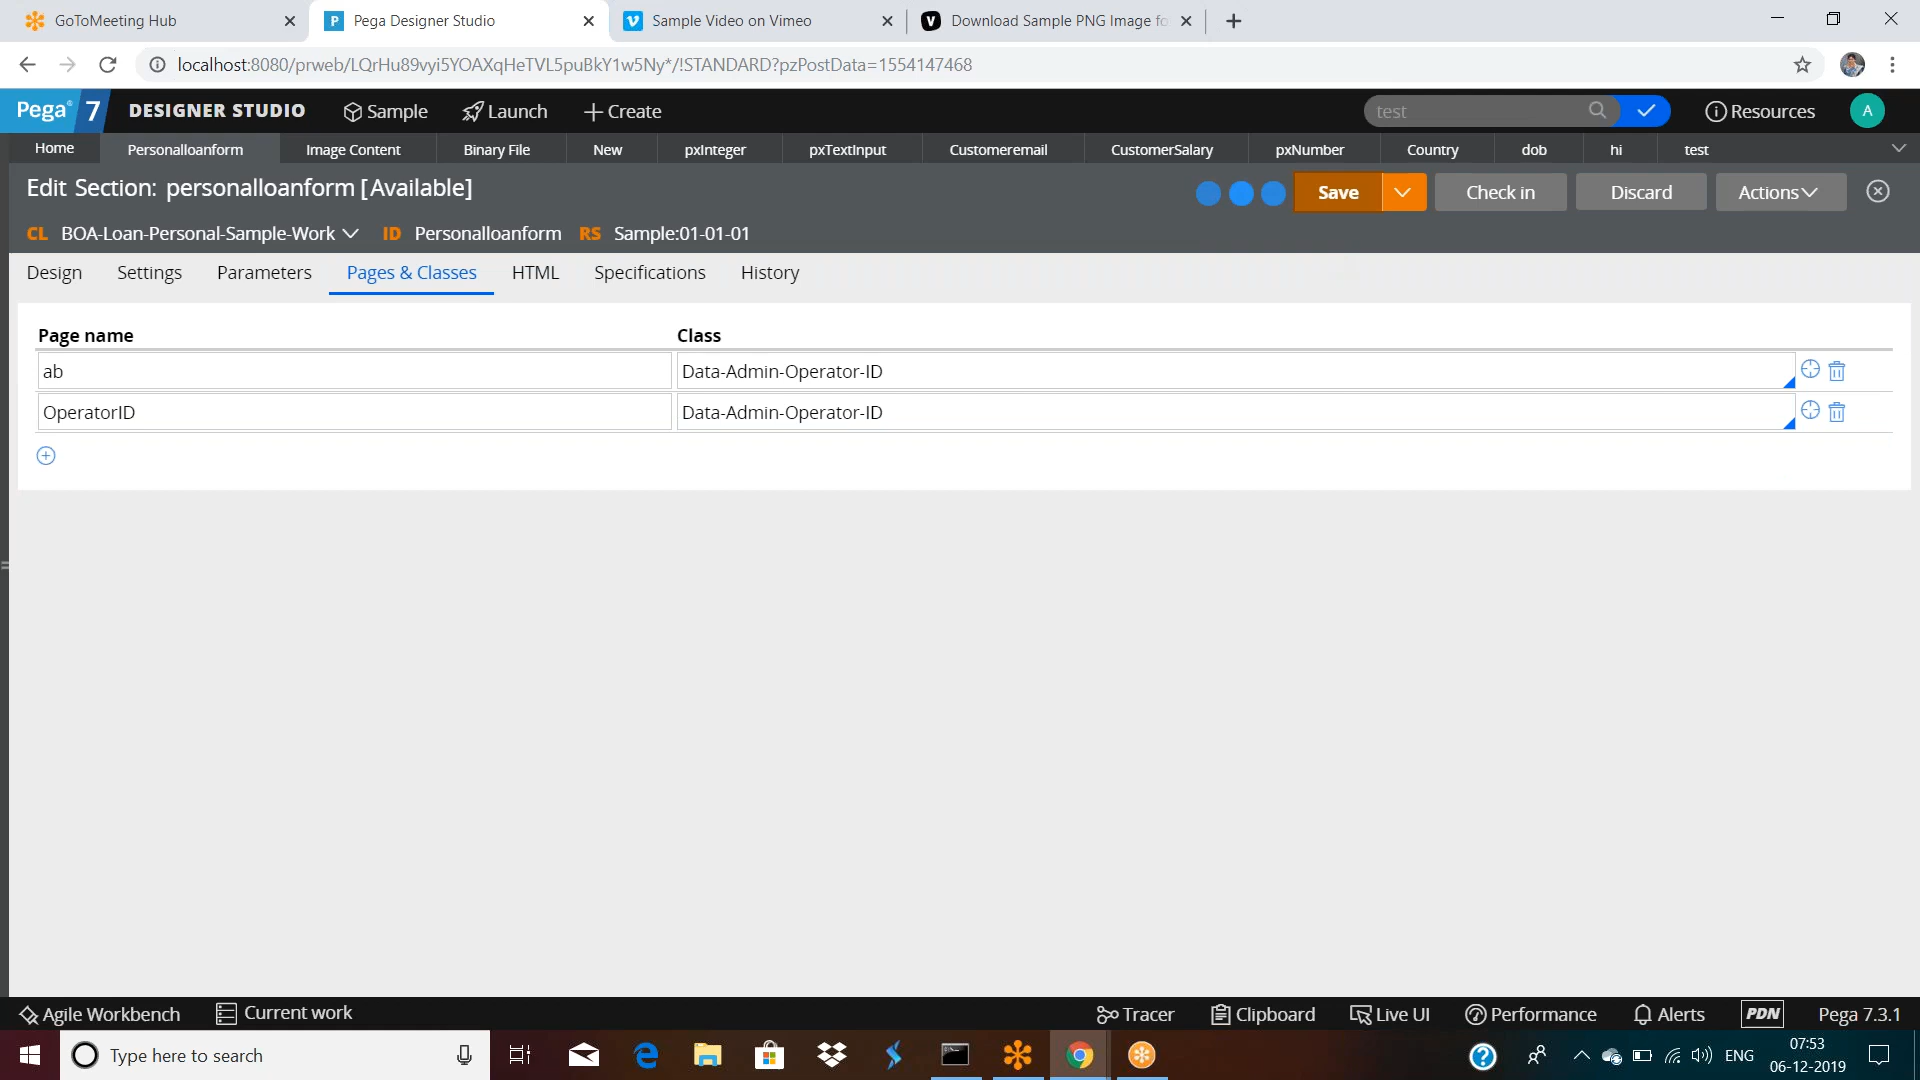 GoToMeeting Hub
Pega Designer Studio
Sample Video on Vimeo
Download Sample PNG Image fo
localhost:8080/prweb/LQrHu89vyi5YOAXqHeTVL5puBkY1w5Ny*/!STANDARD?pzPostData=1554147468
Pega 7 DESIGNER STUDIO Sample Launch Create test Resources A
Home Personalloanform Image Content Binary File New pxInteger pxTextInput Customeremail CustomerSalary pxNumber Country dob hi test
Edit Section: personalloanform [Available]
Save Check in Discard Actions
CL BOA-Loan-Personal-Sample-Work ID Personalloanform RS Sample:01-01-01
Design Settings Parameters Pages & Classes HTML Specifications History
Page name Class
ab Data-Admin-Operator-ID
OperatorID Data-Admin-Operator-ID
Agile Workbench Current work Tracer Clipboard Live UI Performance Alerts PDN Pega 7.3.1
Type here to search ENG 07:53
06-12-2019